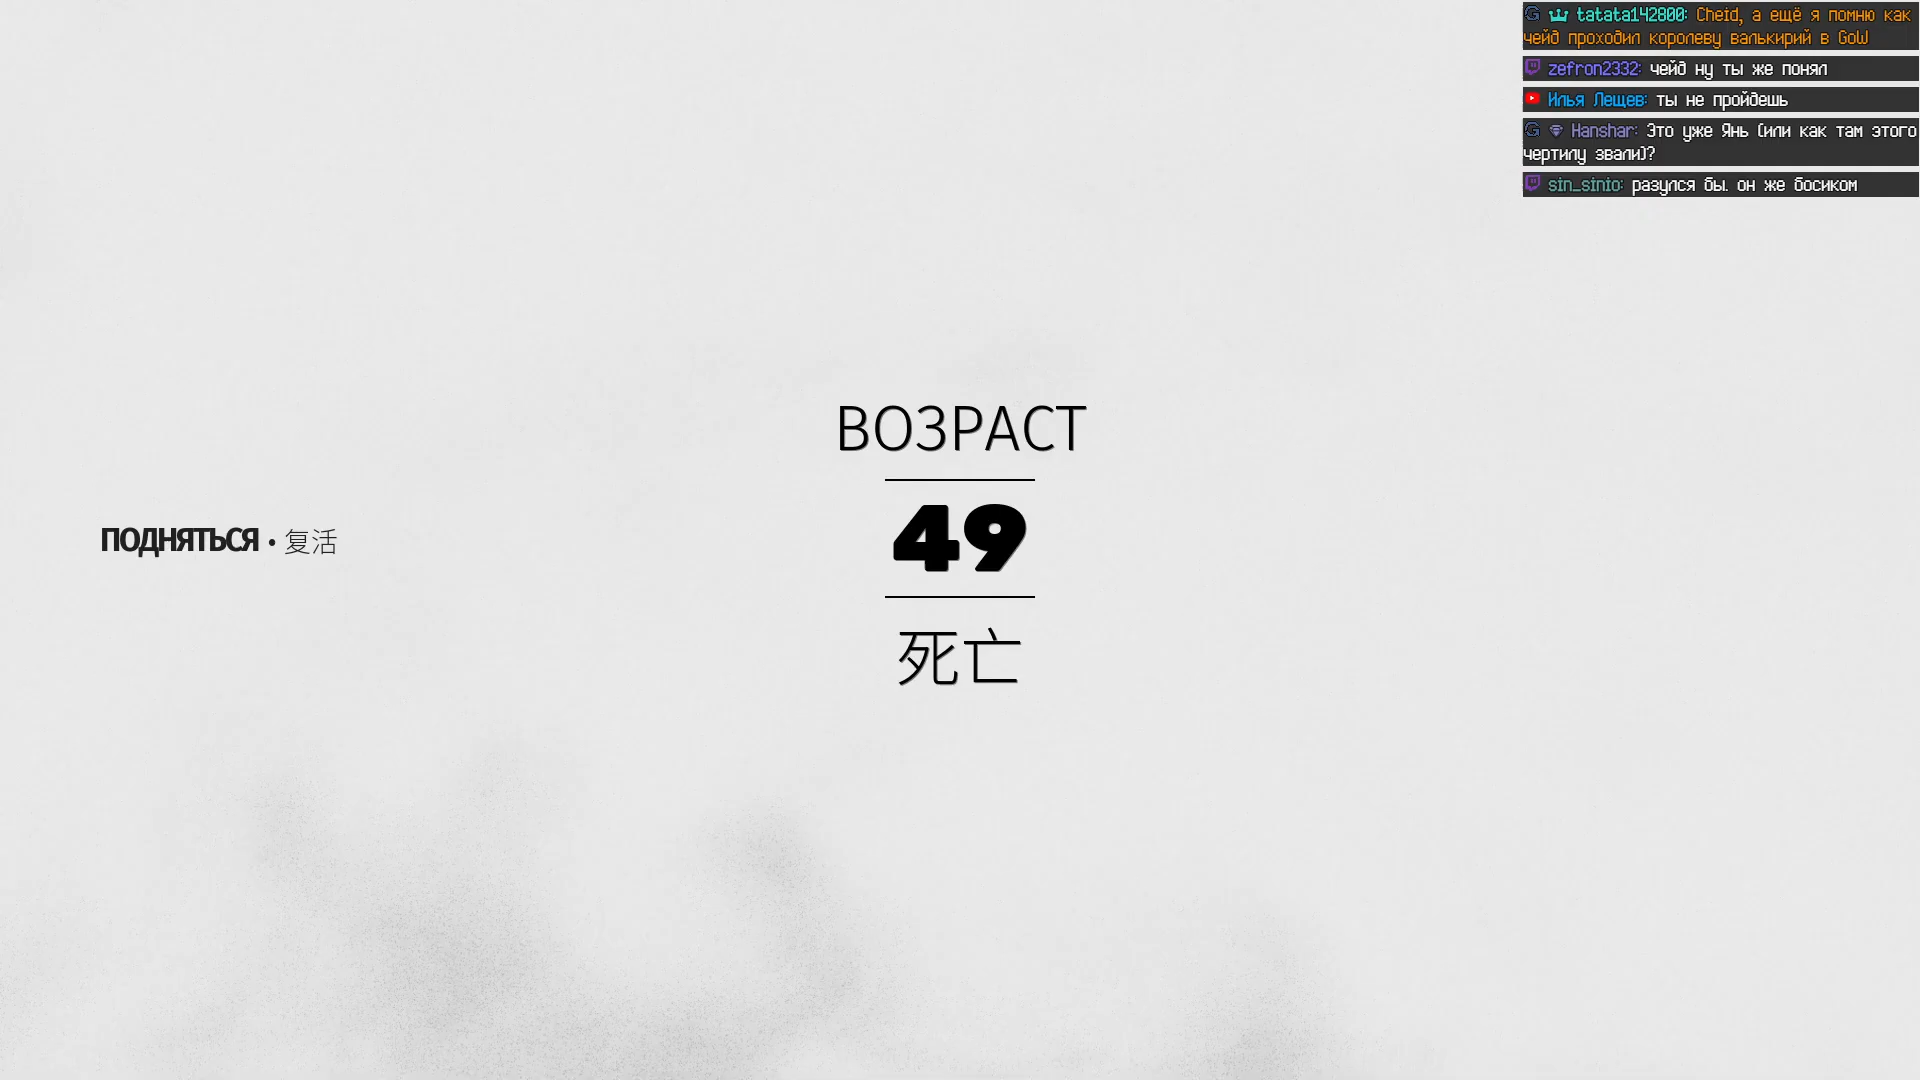 tatata142800: Cheid, а ещё я помню как
чейд проходил королеву валькирий в GoW
zefron2332: чейд ну ты же понял
Илья Лещев: ты не пройдешь
Hanshar: Это уже Янь (или как там этого
чертилу звали)?
sin_sinio: разулся бы. он же босиком
ВОЗРАСТ
49
死亡
ПОДНЯТЬСЯ • 复活